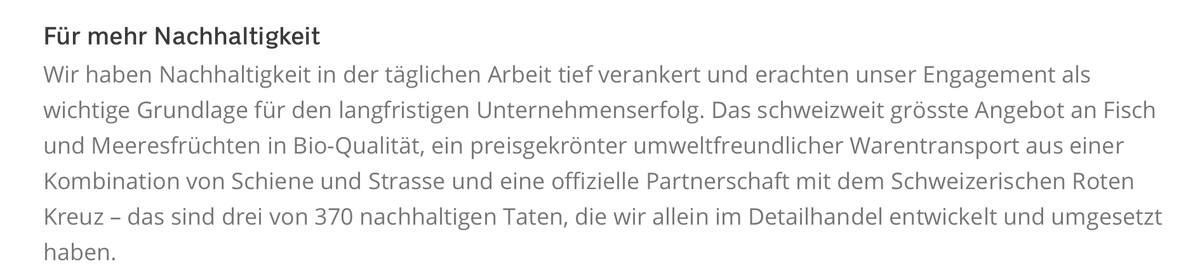 Für mehr Nachhaltigkeit
Wir haben Nachhaltigkeit in der täglichen Arbeit tief verankert und erachten unser Engagement als
wichtige Grundlage für den langfristigen Unternehmenserfolg. Das schweizweit grösste Angebot an Fisch
und Meeresfrüchten in Bio-Qualität, ein preisgekrönter umweltfreundlicher Warentransport aus einer
Kombination von Schiene und Strasse und eine offizielle Partnerschaft mit dem Schweizerischen Roten
Kreuz – das sind drei von 370 nachhaltigen Taten, die wir allein im Detailhandel entwickelt und umgesetzt
haben.